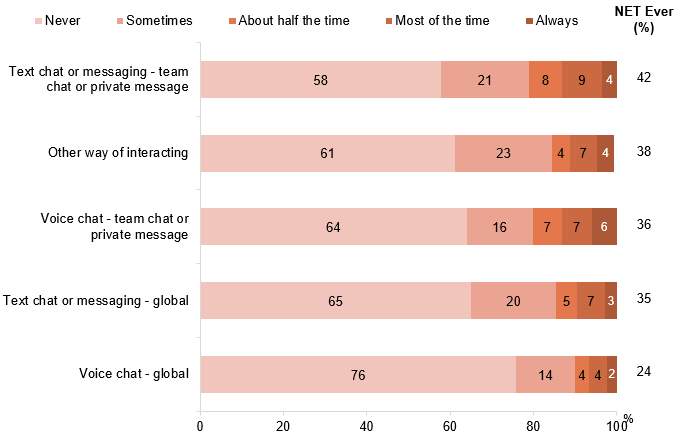 Never Sometimes About half the time Most of the time Always NET Ever
(%)
Text chat or messaging - team
chat or private message
58 21 8 9 4 42
Other way of interacting 61 23 4 7 4 38
Voice chat - team chat or
private message
64 16 7 7 6 36
Text chat or messaging - global 65 20 5 7 3 35
Voice chat - global 76 14 4 4 2 24
0 20 40 60 80 100 %